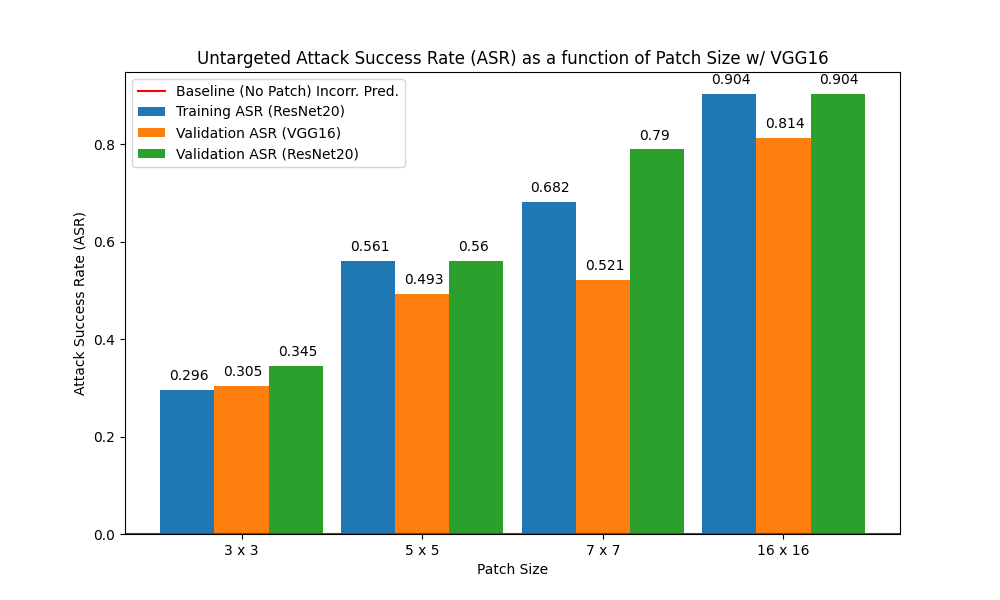 Untargeted Attack Success Rate (ASR) as a function of Patch Size w/ VGG16
Baseline (No Patch) Incorr. Pred.
Training ASR (ResNet20)
Validation ASR (VGG16)
Validation ASR (ResNet20)
Attack Success Rate (ASR)
0.8
0.6
0.4
0.2
0.0
0.296
0.305
0.345
0.561
0.493
0.56
0.682
0.521
0.79
0.904
0.814
0.904
3 x 3
5 x 5
7 x 7
16 x 16
Patch Size